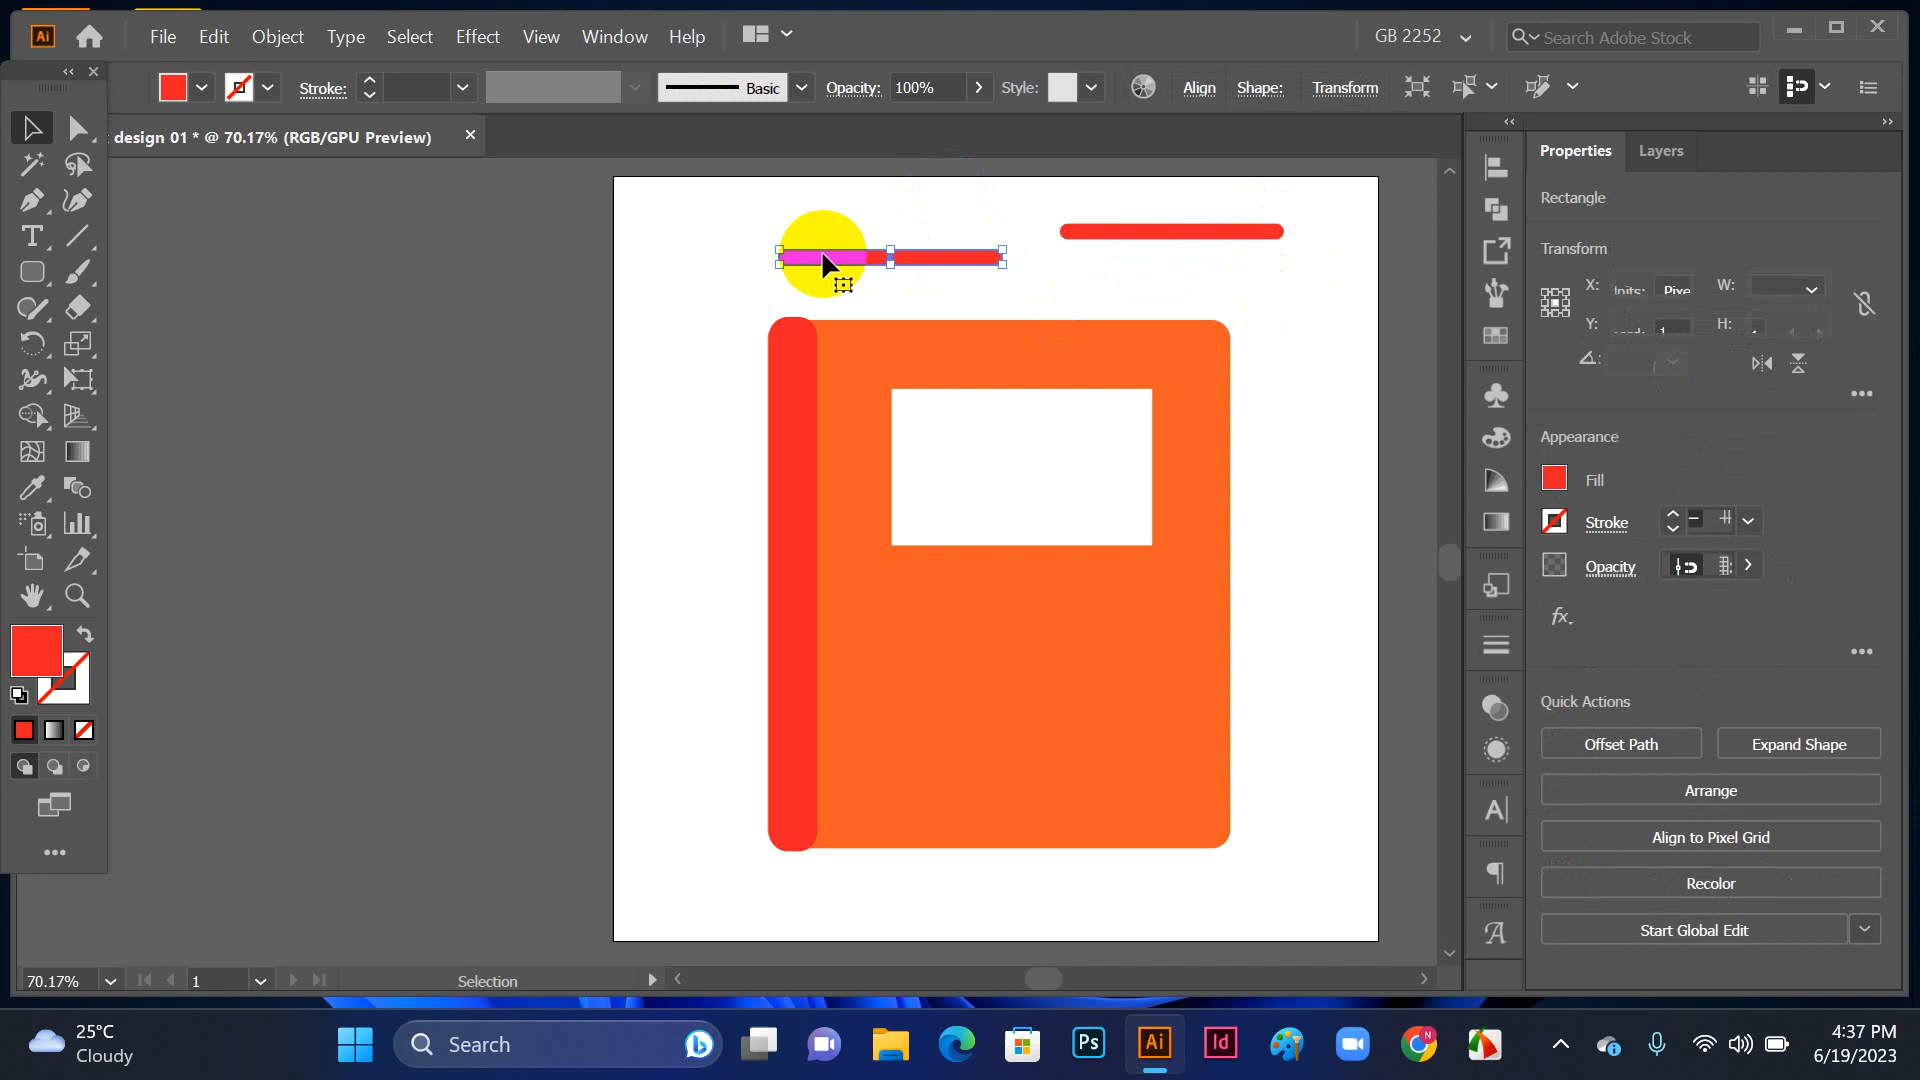 Ai File Edit Object Type Select Effect View Window Help GB 2252 Search Adobe Stock
Stroke: Basic Opacity: 100% Style: Align Shape: Transform
design 01 * @ 70.17% (RGB/GPU Preview)
Properties Layers
Rectangle
Transform
X: W:
Y: H:
Appearance
Fill
Stroke
Opacity
fx.
Quick Actions
Offset Path Expand Shape
Arrange
Align to Pixel Grid
Recolor
Start Global Edit
70.17% 1 Selection
25°C
Cloudy
Search
Ps Ai Id
4:37 PM
6/19/2023